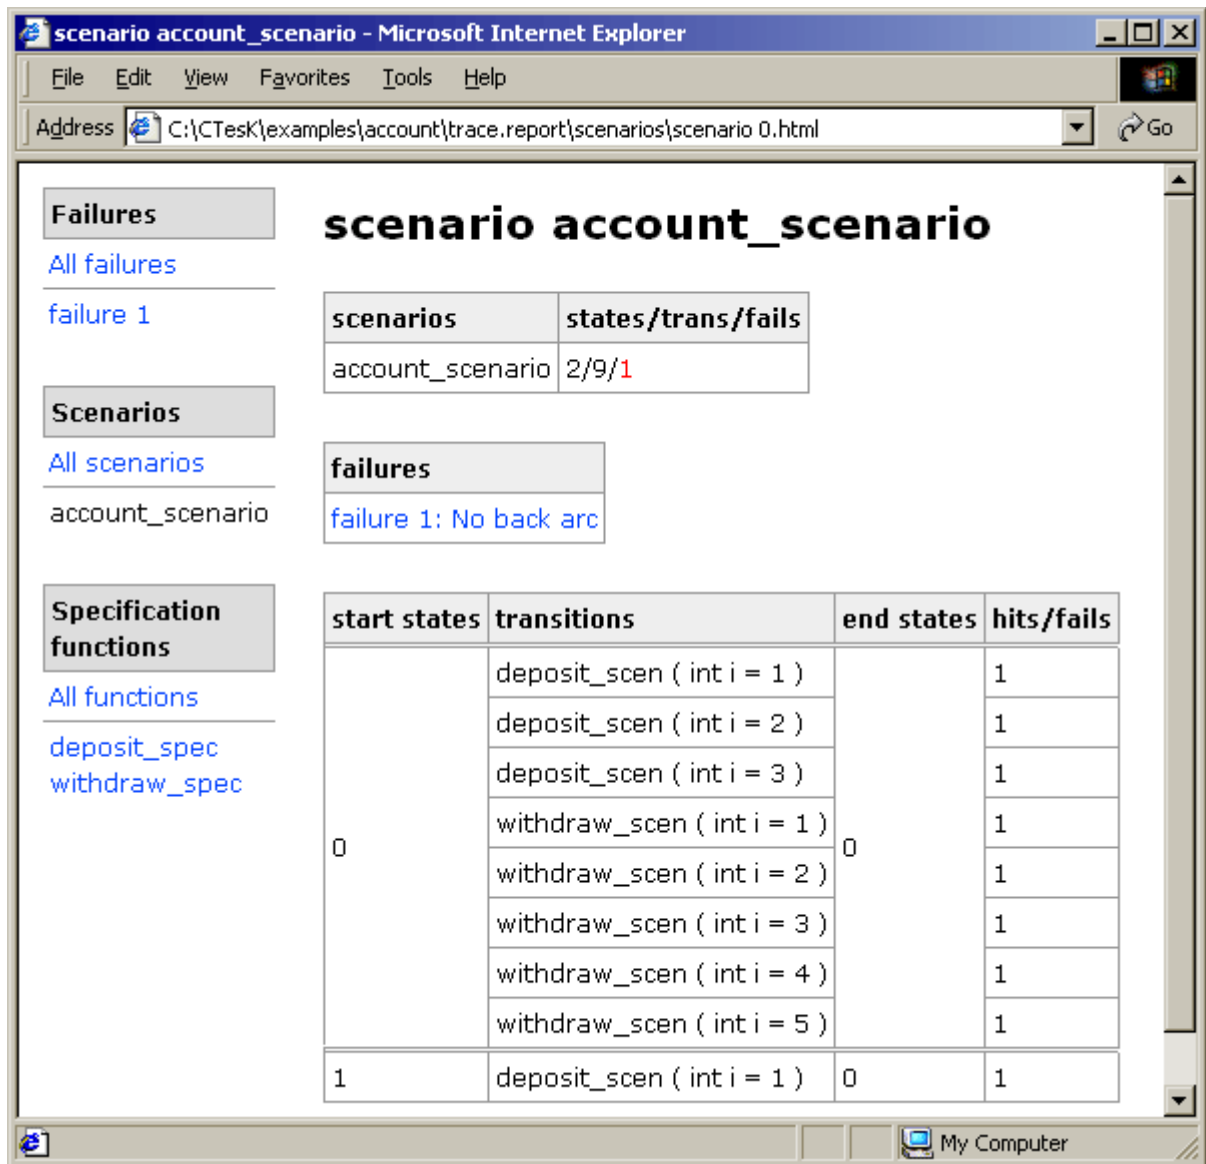 scenario account_scenario - Microsoft Internet Explorer
File Edit View Favorites Tools Help
Address C:\CTesK\examples\account\trace.report\scenarios\scenario 0.html Go
Failures
All failures
failure 1
Scenarios
All scenarios
account_scenario
Specification
functions
All functions
deposit_spec
withdraw_spec
scenario account_scenario
scenarios states/trans/fails
account_scenario 2/9/1
failures
failure 1: No back arc
start states transitions end states hits/fails
0 deposit_scen ( int i = 1 ) 0 1
deposit_scen ( int i = 2 ) 1
deposit_scen ( int i = 3 ) 1
withdraw_scen ( int i = 1 ) 1
withdraw_scen ( int i = 2 ) 1
withdraw_scen ( int i = 3 ) 1
withdraw_scen ( int i = 4 ) 1
withdraw_scen ( int i = 5 ) 1
1 deposit_scen ( int i = 1 ) 0 1
My Computer